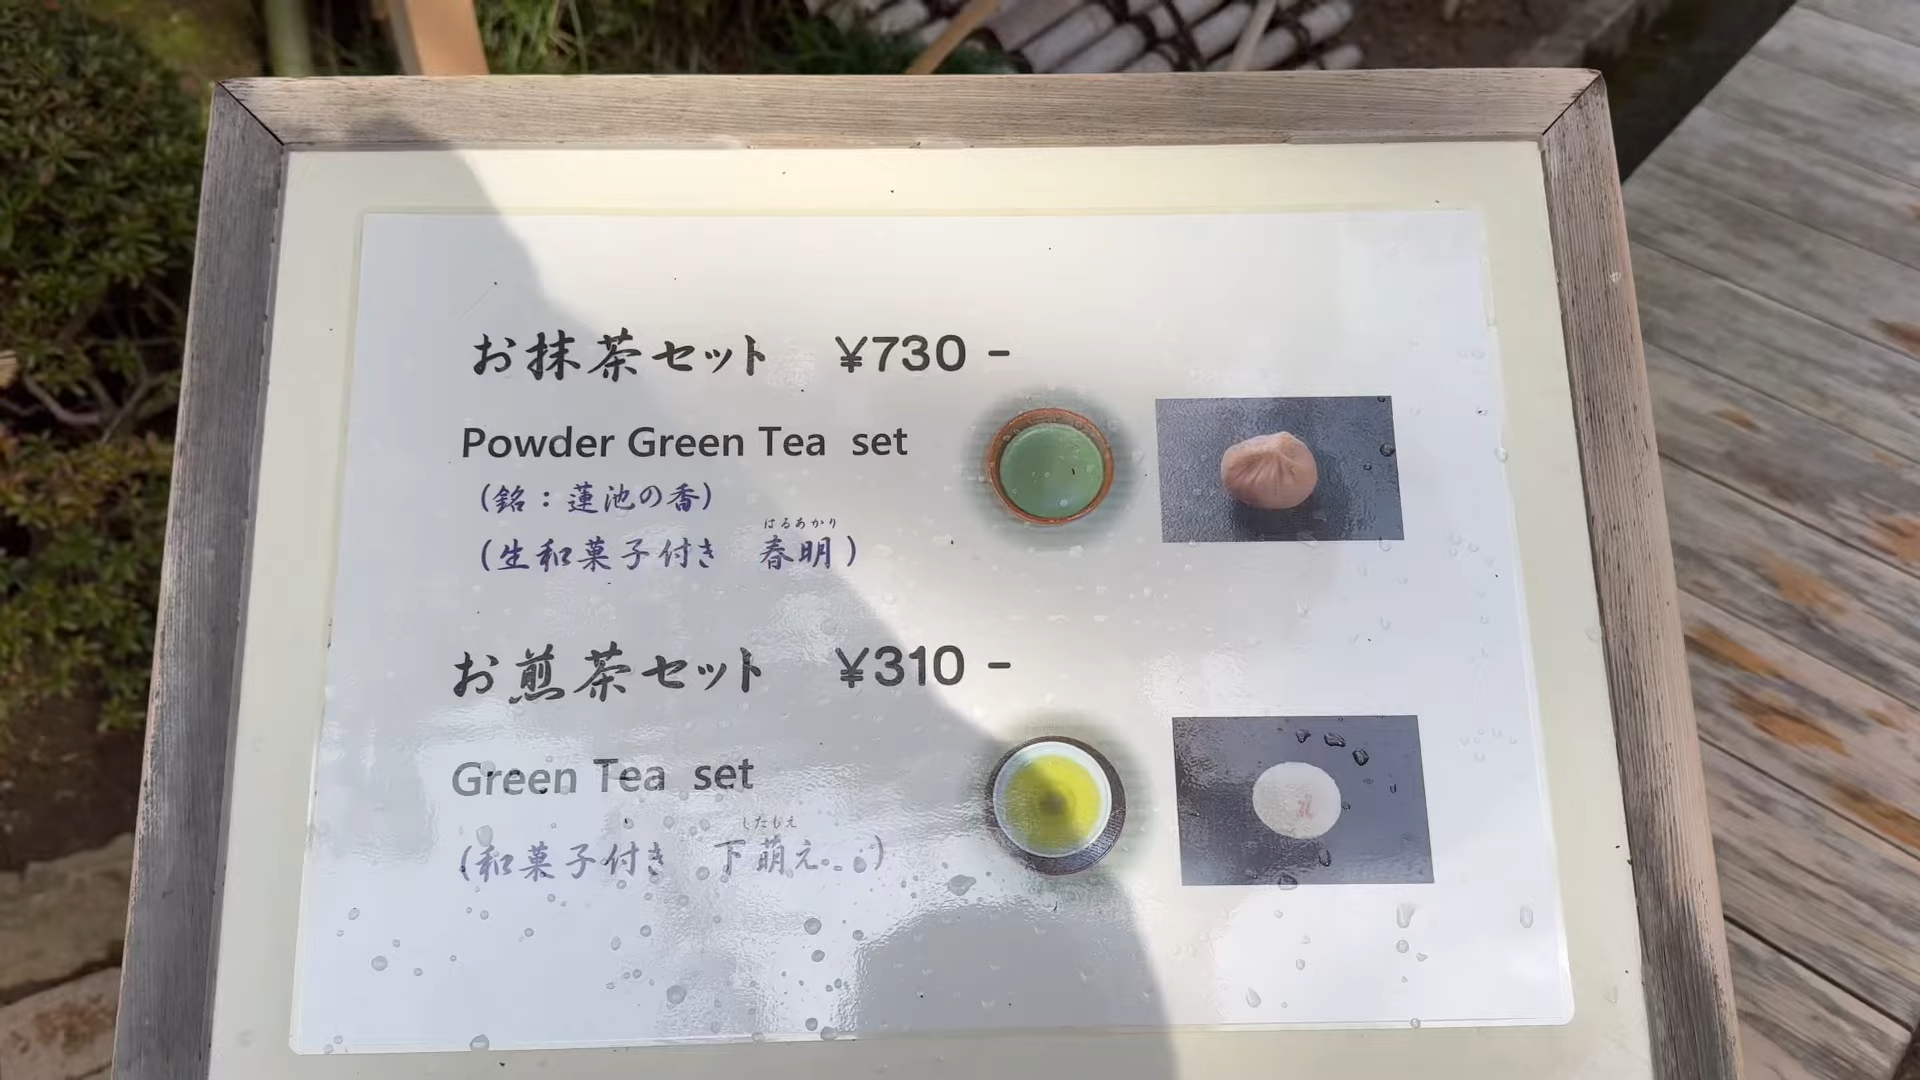 お抹茶セット ¥730 -
Powder Green Tea set
(銘：蓮池の香)
はるあかり
(生和菓子付き 春明)
お煎茶セット ¥310 -
Green Tea set
したもえ
(和菓子付き 下萌え)